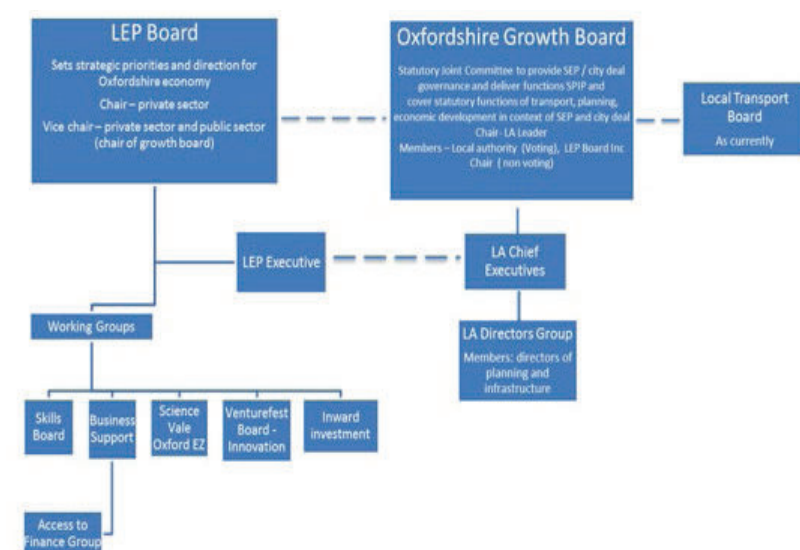 LEP Board
Sets strategic priorities and direction for
Oxfordshire economy
Chair – private sector
Vice chair – private sector and public sector
(chair of growth board)
Oxfordshire Growth Board
Statutory Joint Committee to provide SEP / city deal
governance and deliver functions SPIP and
cover statutory functions of transport, planning,
economic development in context of SEP and city deal
Chair- LA Leader
Members – Local authority (Voting), LEP Board Inc
Chair ( non voting)
Local Transport
Board
As currently
LEP Executive
LA Chief
Executives
Working Groups
LA Directors Group
Members: directors of
planning and
infrastructure
Skills
Board
Business
Support
Science
Vale
Oxford EZ
Venturefest
Board -
Innovation
Inward
investment
Access to
Finance Group